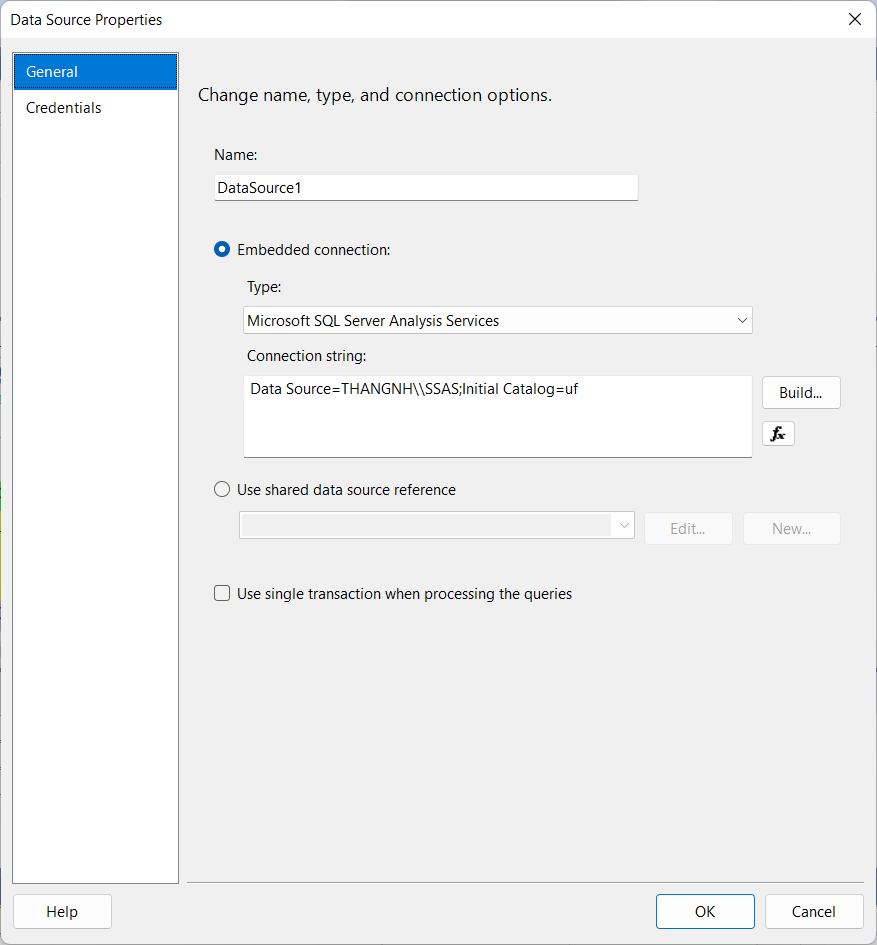 Data Source Properties
General
Credentials
Change name, type, and connection options.
Name:
DataSource1
Embedded connection:
Type:
Microsoft SQL Server Analysis Services
Connection string:
Data Source=THANGNH\\SSAS;Initial Catalog=uf
Build...
fx
Use shared data source reference
Edit...
New...
Use single transaction when processing the queries
Help
OK
Cancel